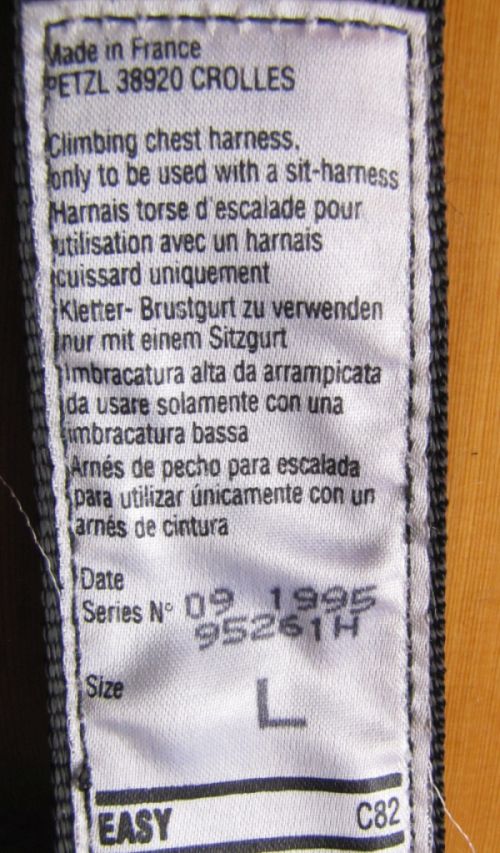 Made in France
PETZL 38920 CROLLES
Climbing chest harness.
only to be used with a sit-harness
Harnais torse d'escalade pour
utilisation avec un harnais
cuissard uniquement
Kletter- Brustgurt zu verwenden
nur mit einem Sitzgurt
Imbracatura alta da arrampicata
da usare solamente con una
imbracatura bassa
Arnés de pecho para escalada
para utilizar únicamente con un
arnés de cintura
Date 09 1995
Series N° 95261H
Size L
EASY C82